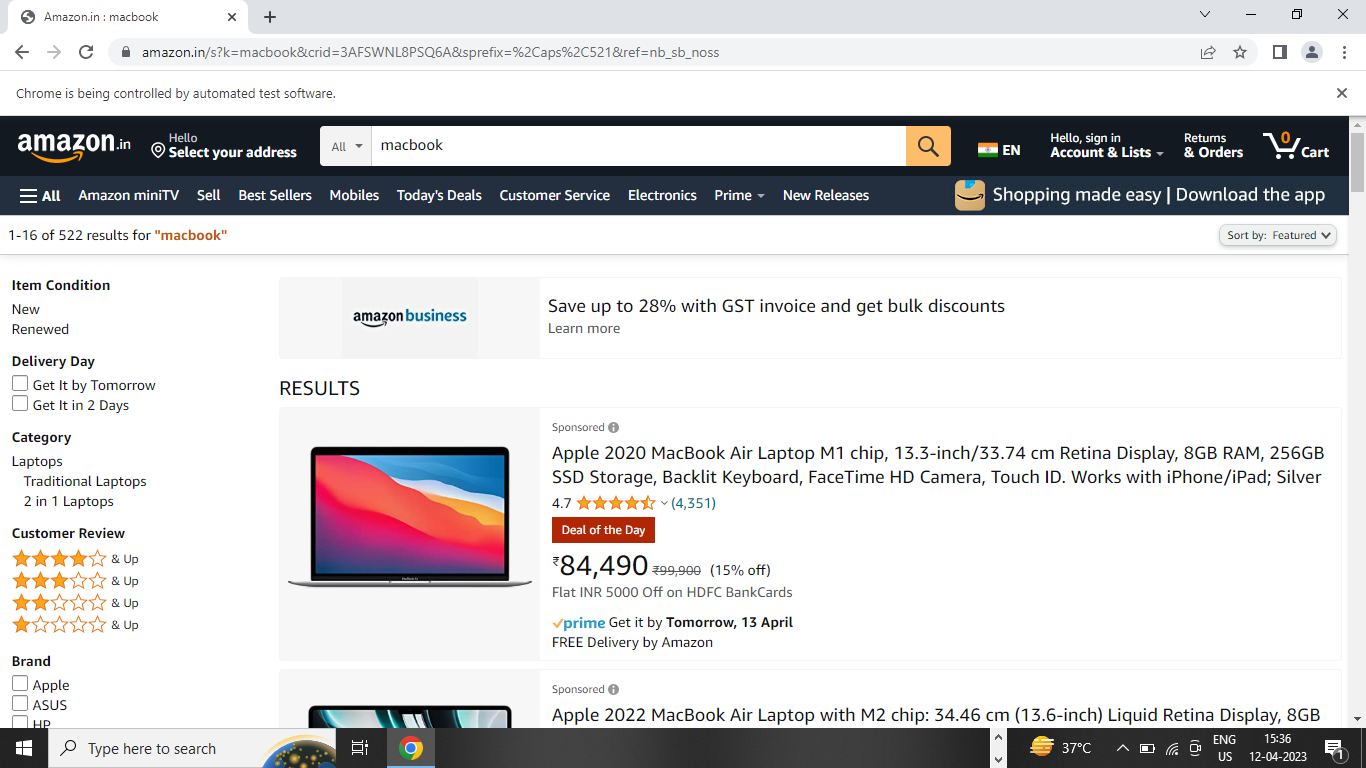 Amazon.in : macbook
amazon.in/s?k=macbook&crid=3AFSWNL8PSQ6A&sprefix=%2Caps%2C521&ref=nb_sb_noss
Chrome is being controlled by automated test software.
amazon.in
Hello
Select your address
All
macbook
EN
Hello, sign in
Account & Lists
Returns
& Orders
0
Cart
All Amazon miniTV Sell Best Sellers Mobiles Today's Deals Customer Service Electronics Prime New Releases
Shopping made easy | Download the app
1-16 of 522 results for "macbook"
Sort by: Featured
Item Condition
New
Renewed
Delivery Day
Get It by Tomorrow
Get It in 2 Days
Category
Laptops
Traditional Laptops
2 in 1 Laptops
Customer Review
& Up
& Up
& Up
& Up
Brand
Apple
ASUS
HP
amazon business
Save up to 28% with GST invoice and get bulk discounts
Learn more
RESULTS
Sponsored
Apple 2020 MacBook Air Laptop M1 chip, 13.3-inch/33.74 cm Retina Display, 8GB RAM, 256GB
SSD Storage, Backlit Keyboard, FaceTime HD Camera, Touch ID. Works with iPhone/iPad; Silver
4.7 (4,351)
Deal of the Day
₹84,490 ₹99,900 (15% off)
Flat INR 5000 Off on HDFC BankCards
prime Get it by Tomorrow, 13 April
FREE Delivery by Amazon
Sponsored
Apple 2022 MacBook Air Laptop with M2 chip: 34.46 cm (13.6-inch) Liquid Retina Display, 8GB
Type here to search
37°C
ENG
US
15:36
12-04-2023
1